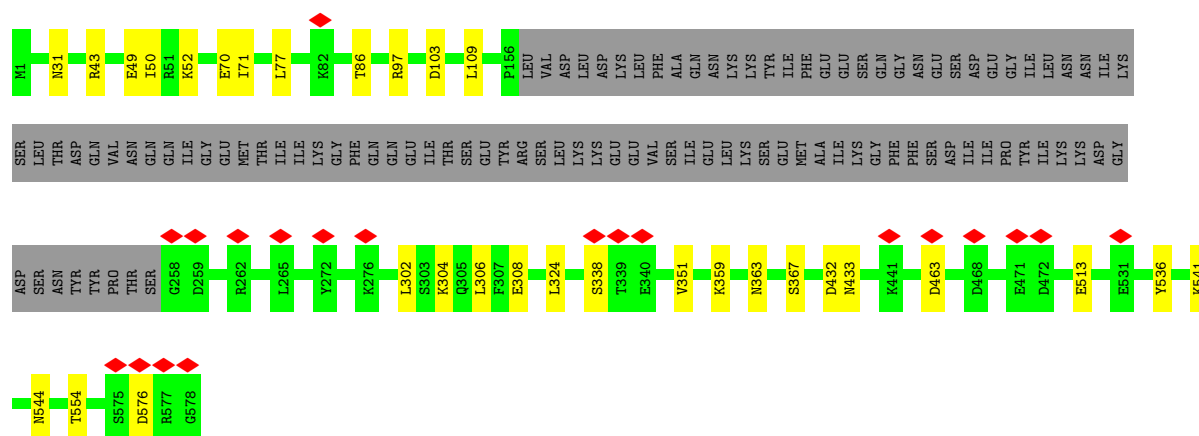 M1 N31 R43 E49 I50 R51 K52 E70 I71 L77 K82 T86 R97 D103 L109 P156 LEU VAL ASP LEU ASP LYS LEU PHE ALA GLN ASN LYS LYS TYR ILE PHE GLU GLU SER GLN GLY ASN GLU SER ASP GLU GLY ILE LEU ASN ASN ILE LYS
SER LEU THR ASP GLN VAL ASN GLN GLN ILE GLY GLU MET THR ILE ILE LYS GLY PHE GLN GLN GLU ILE THR SER GLU TYR ARG SER LEU LYS LYS GLU GLU VAL SER ILE GLU LEU LYS SER GLU MET ALA ILE LYS GLY PHE PHE SER ASP ILE ILE PRO TYR ILE LYS LYS ASP GLY
ASP SER ASN TYR TYR PRO THR SER G258 D259 R262 L265 Y272 K276 L302 S303 K304 Q305 L306 F307 E308 L324 S338 T339 E340 V351 K359 N363 S367 D432 N433 K441 D463 D468 E471 D472 E513 E531 Y536 K541
N544 T554 S575 D576 R577 G578